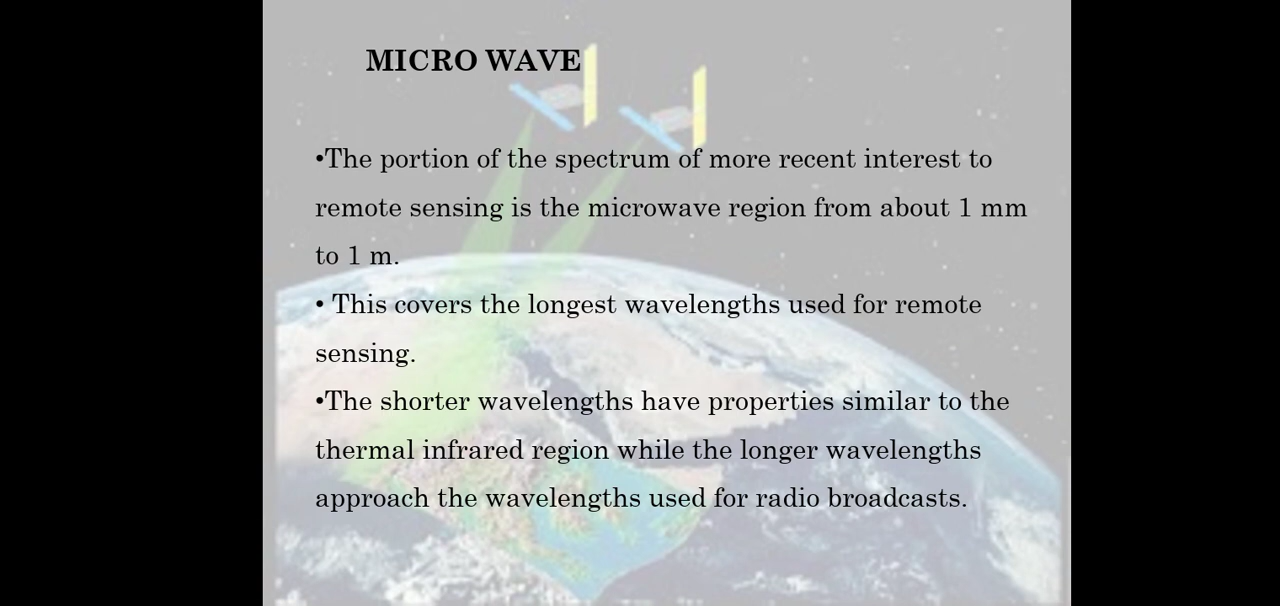 MICRO WAVE
•The portion of the spectrum of more recent interest to
remote sensing is the microwave region from about 1 mm
to 1 m.
• This covers the longest wavelengths used for remote
sensing.
•The shorter wavelengths have properties similar to the
thermal infrared region while the longer wavelengths
approach the wavelengths used for radio broadcasts.